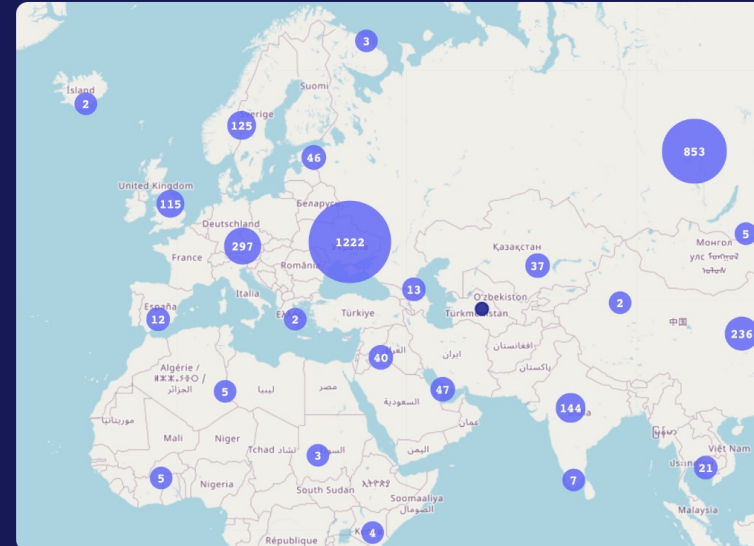 3
Suomi
Ísland
2
125
46
853
United Kingdom
115
Deutschland
297
1222
5
Монгол
улс
Қазақстан
37
France
România
Italia
13
2
O'zbekiston
236
中国
España
12
2
Türkiye
40
ایران
افغانستان
پاکستان
Algérie /
ⵍⵣⵣⴰⵢⴻⵔ /
الجزائر
5
ليبيا
مصر
47
السعودية
عمان
144
موريتانيا
Mali
Niger
Tchad تشاد
3
اليمن
Việt Nam
21
5
Nigeria
South Sudan
7
Soomaaliya
الصومال
Malaysia
4
République